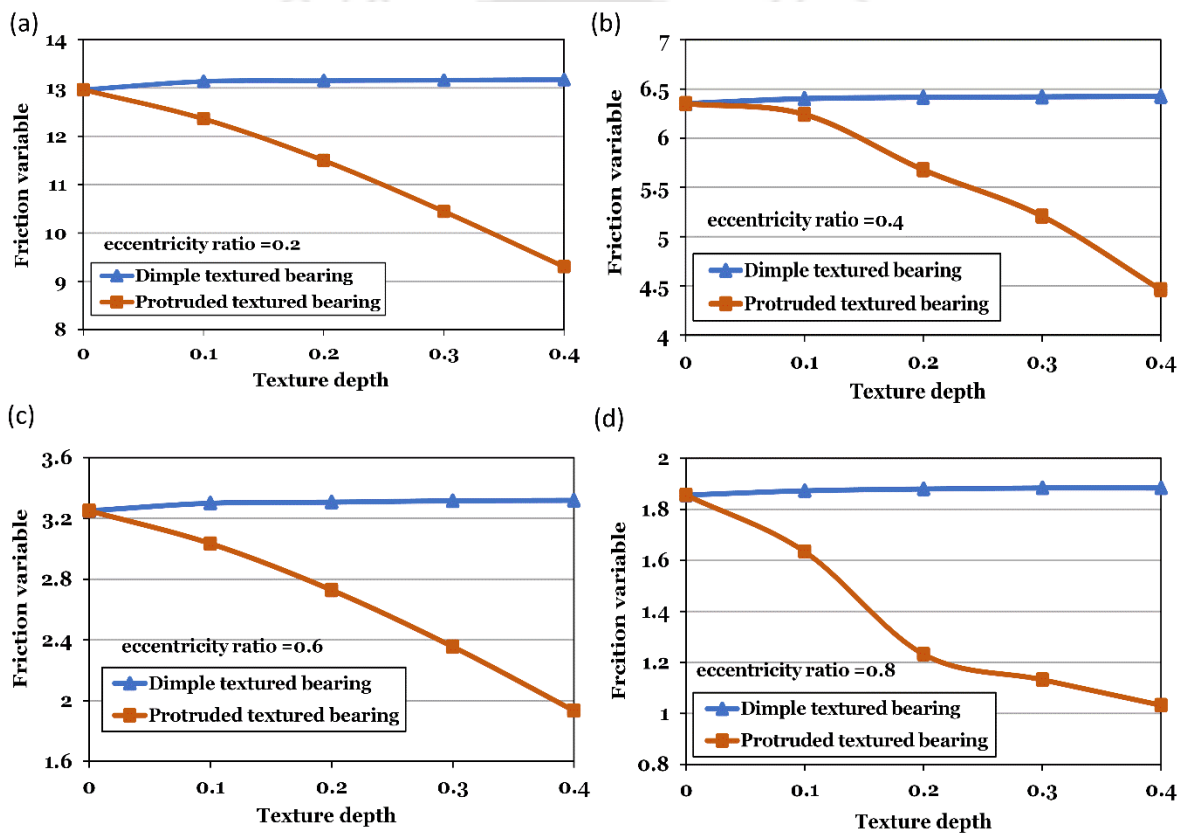 (a)
14
13
12
11
10
9
8
Friction variable
eccentricity ratio =0.2
Dimple textured bearing
Protruded textured bearing
0 0.1 0.2 0.3 0.4
Texture depth
(b)
7
6.5
6
5.5
5
4.5
4
Friction variable
eccentricity ratio =0.4
Dimple textured bearing
Protruded textured bearing
0 0.1 0.2 0.3 0.4
Texture depth
(c)
3.6
3.2
2.8
2.4
2
1.6
Friction variable
eccentricity ratio =0.6
Dimple textured bearing
Protruded textured bearing
0 0.1 0.2 0.3 0.4
Texture depth
(d)
2
1.8
1.6
1.4
1.2
1
0.8
Frcition variable
eccentricity ratio =0.8
Dimple textured bearing
Protruded textured bearing
0 0.1 0.2 0.3 0.4
Texture depth